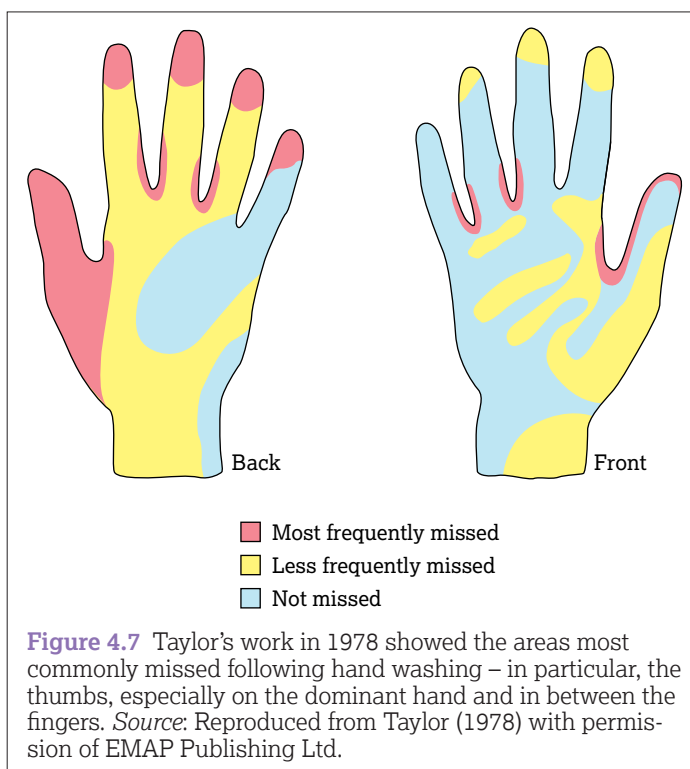 Back
Front
Most frequently missed
Less frequently missed
Not missed
Figure 4.7 Taylor’s work in 1978 showed the areas most
commonly missed following hand washing – in particular, the
thumbs, especially on the dominant hand and in between the
fingers. Source: Reproduced from Taylor (1978) with permis-
sion of EMAP Publishing Ltd.